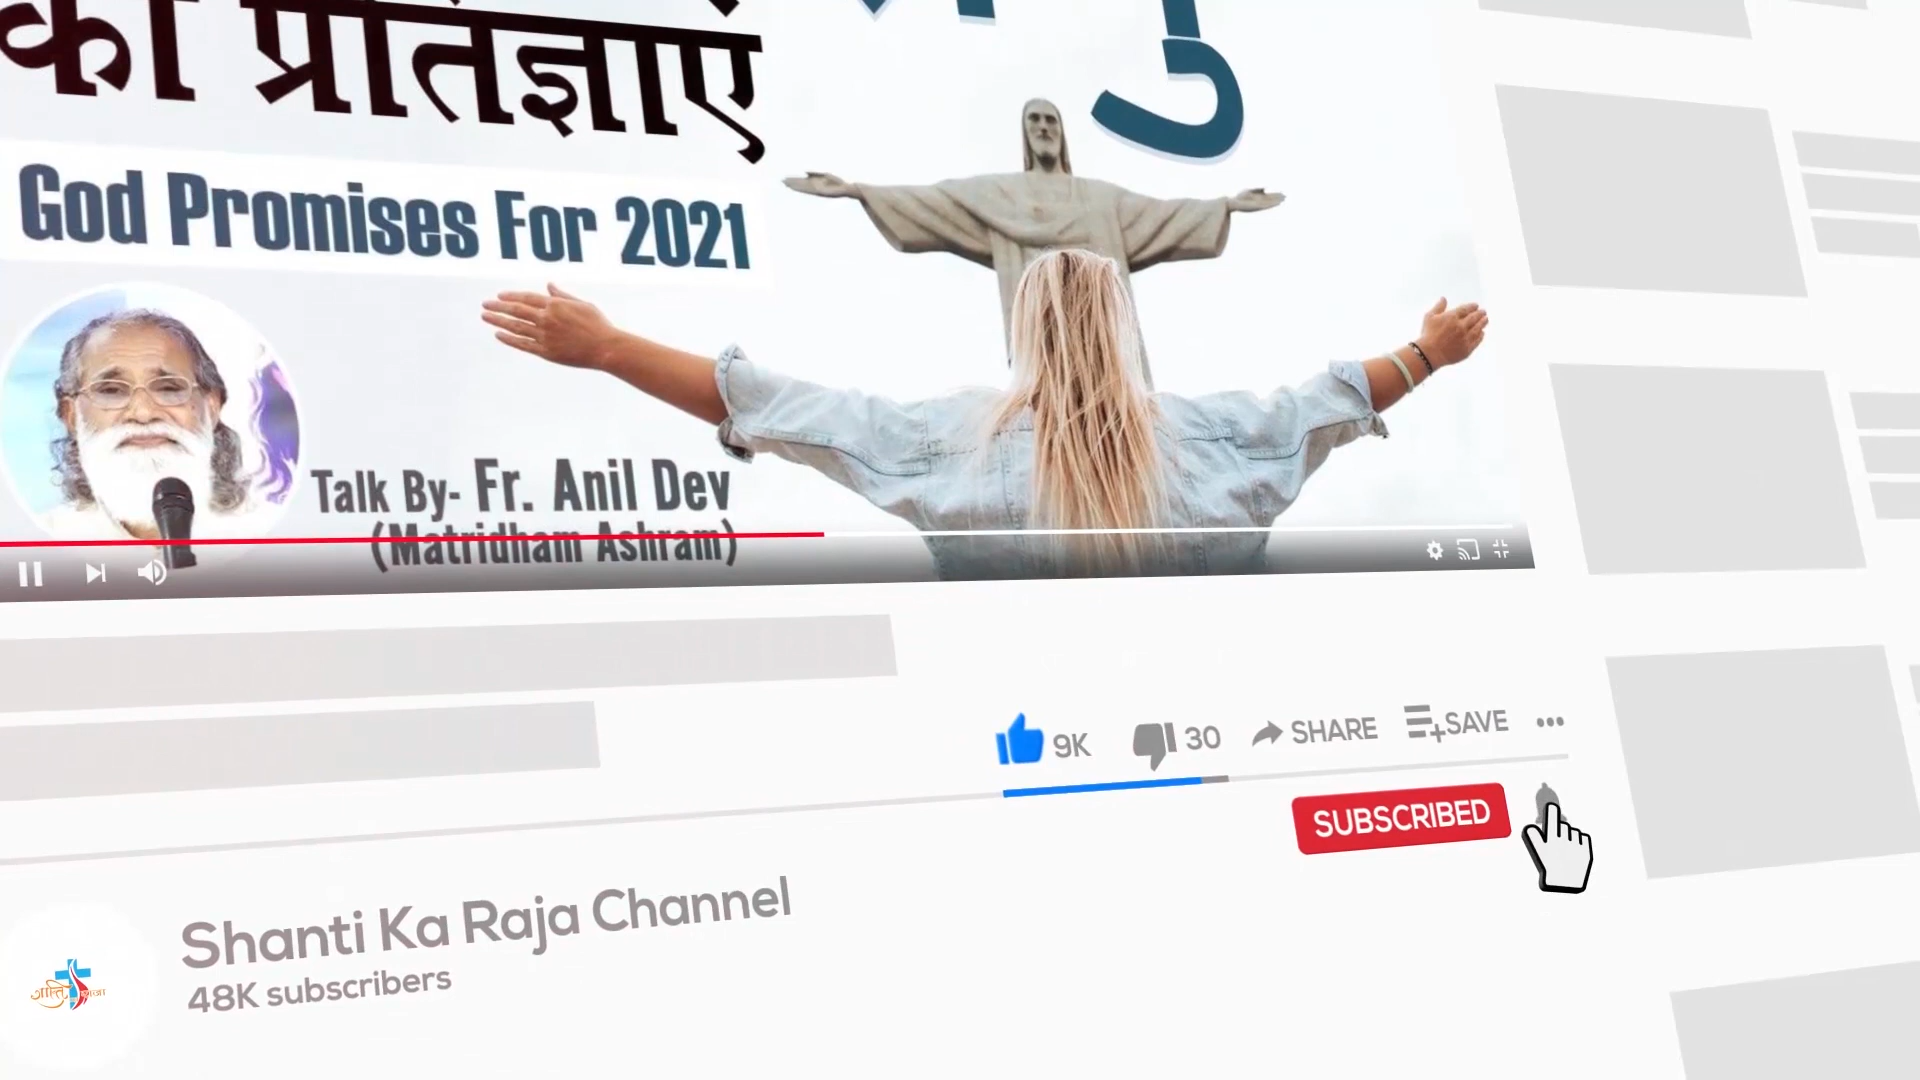 की प्रतिज्ञाएं
God Promises For 2021
Talk By- Fr. Anil Dev
(Matridham Ashram)
9K
30
SHARE
SAVE
SUBSCRIBED
Shanti Ka Raja Channel
48K subscribers